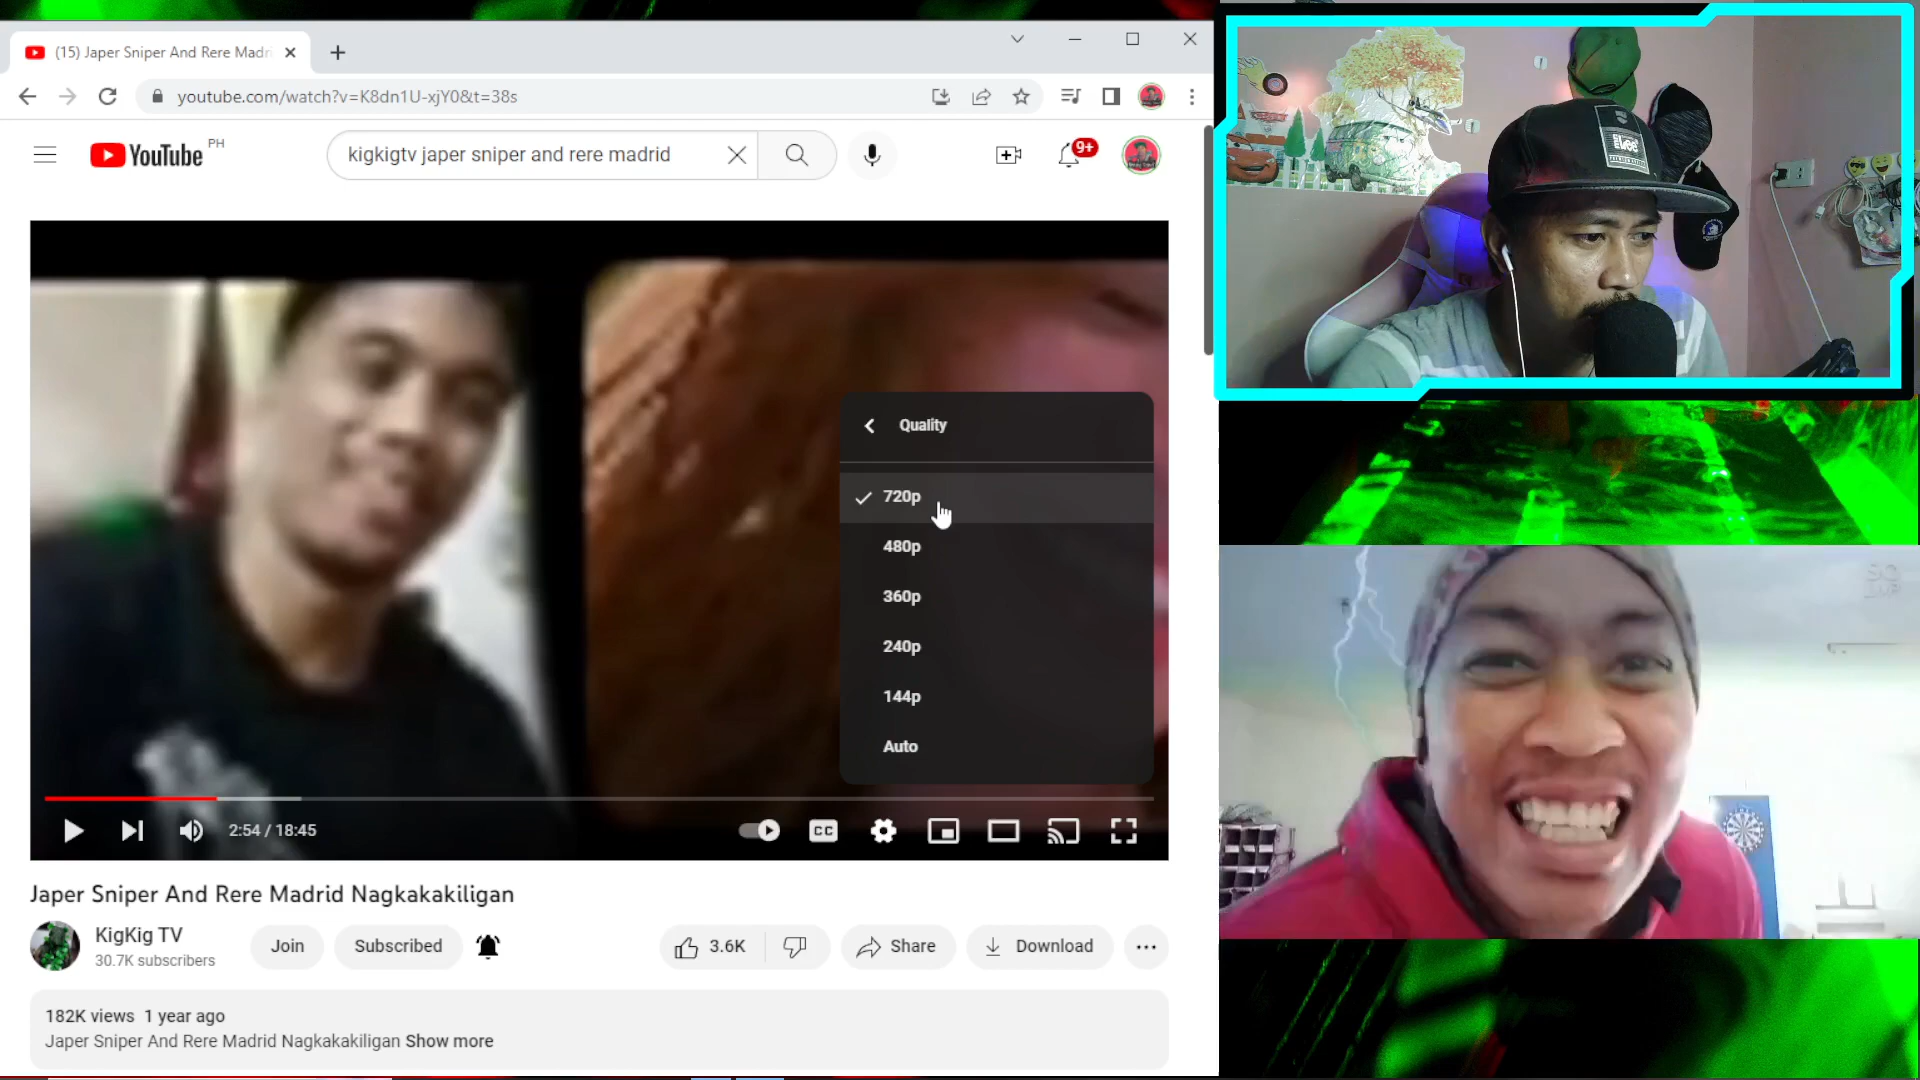 (15) Japer Sniper And Rere Madri
youtube.com/watch?v=K8dn1U-xjY0&t=38s
YouTube PH
kigkigtv japer sniper and rere madrid
9+
Quality
720p
480p
360p
240p
144p
Auto
2:54 / 18:45
CC
Japer Sniper And Rere Madrid Nagkakakiligan
KigKig TV
30.7K subscribers
Join
Subscribed
3.6K
Share
Download
182K views 1 year ago
Japer Sniper And Rere Madrid Nagkakakiligan Show more
Lee